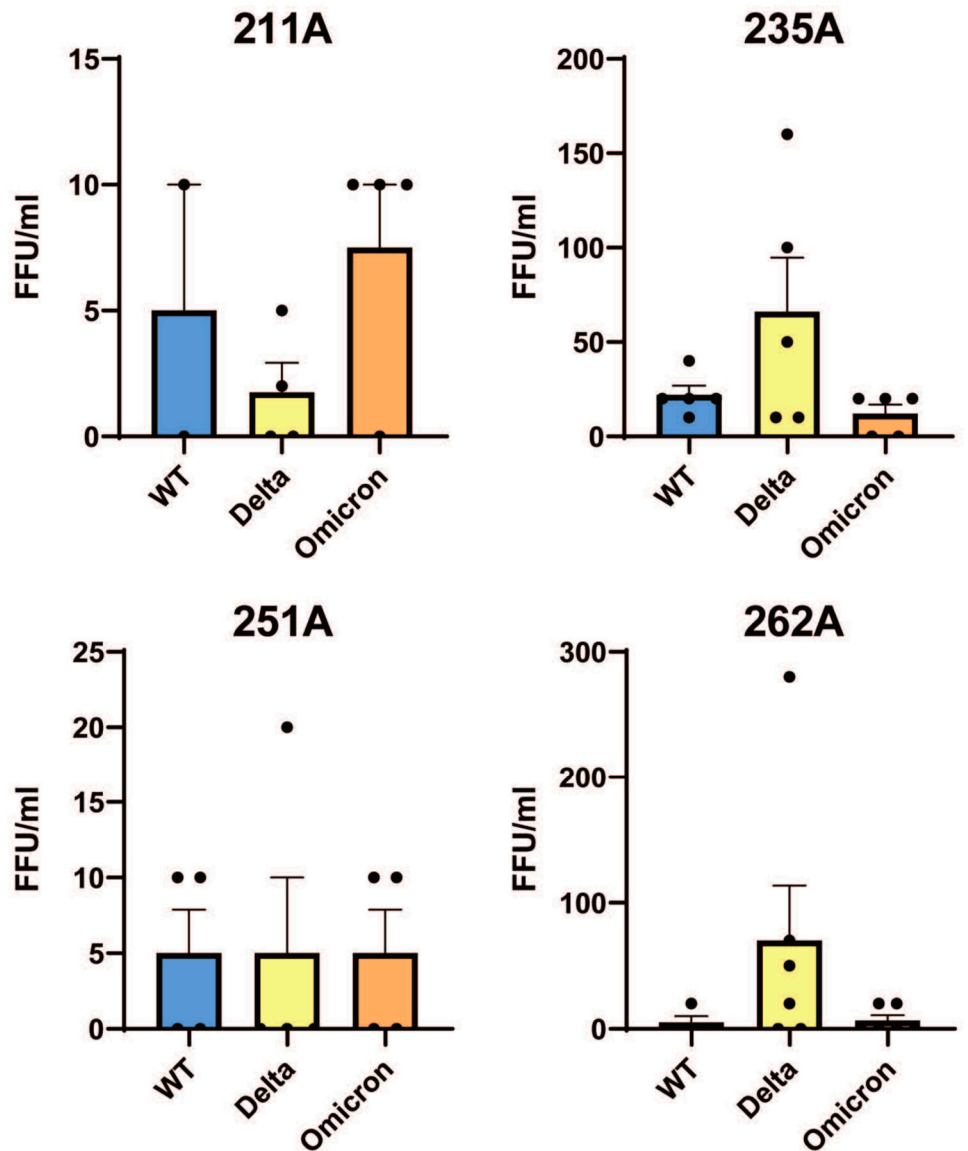 211A
15
10
5
0
FFU/ml
WT
Delta
Omicron
235A
200
150
100
50
0
FFU/ml
WT
Delta
Omicron
251A
25
20
15
10
5
0
FFU/ml
WT
Delta
Omicron
262A
300
200
100
0
FFU/ml
WT
Delta
Omicron